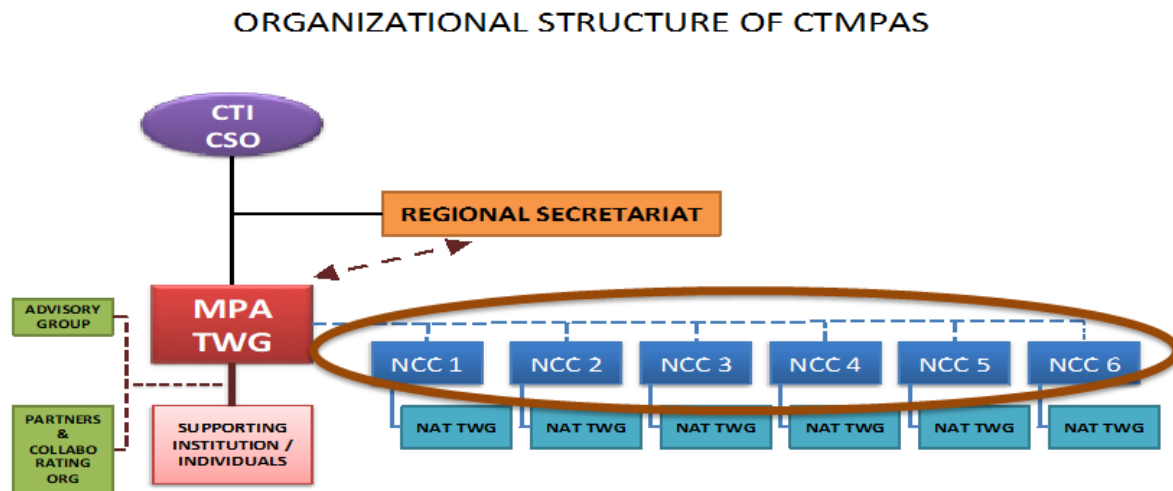 ORGANIZATIONAL STRUCTURE OF CTMPAS
CTI
CSO
REGIONAL SECRETARIAT
MPA
TWG
ADVISORY
GROUP
NCC 1
NCC 2
NCC 3
NCC 4
NCC 5
NCC 6
PARTNERS
&
COLLABO
RATING
ORG
SUPPORTING
INSTITUTION /
INDIVIDUALS
NAT TWG
NAT TWG
NAT TWG
NAT TWG
NAT TWG
NAT TWG